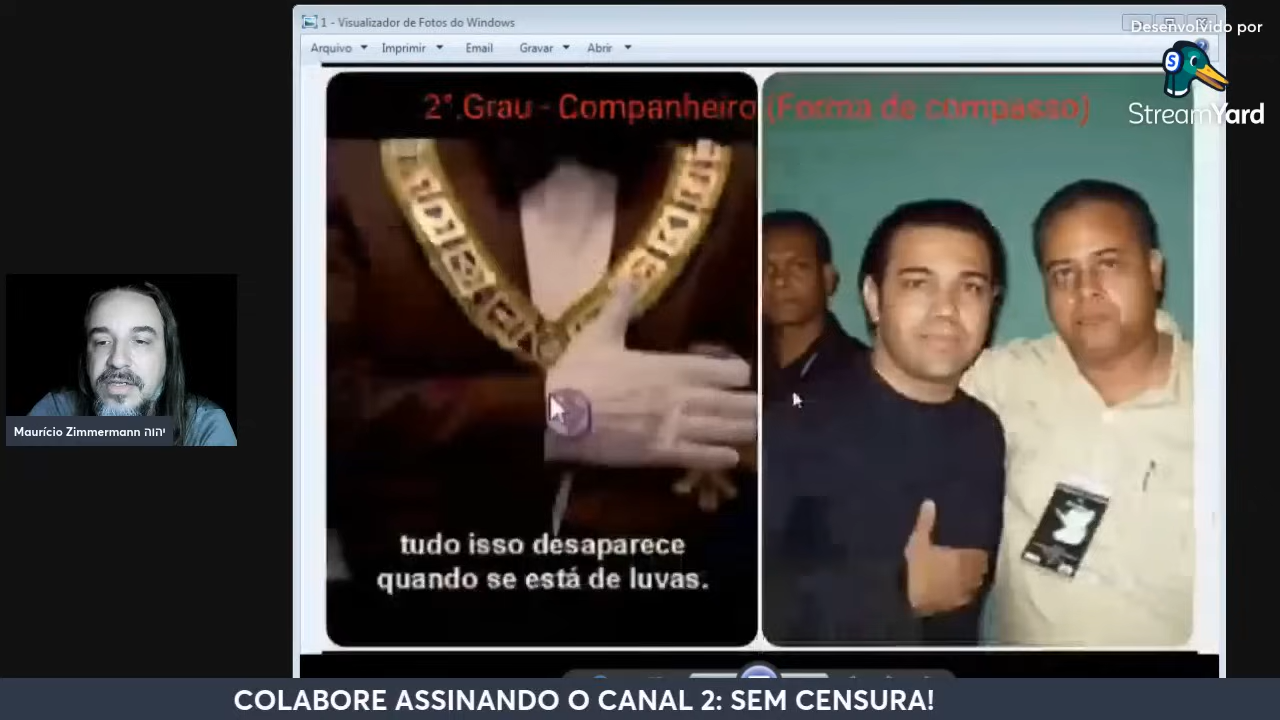 1 - Visualizador de Fotos do Windows
Desenvolvido por
Arquivo Imprimir Email Gravar Abrir
S
StreamYard
2°.Grau - Companheiro (Forma de compasso)
Maurício Zimmermann יהוה
tudo isso desaparece
quando se está de luvas.
COLABORE ASSINANDO O CANAL 2: SEM CENSURA!